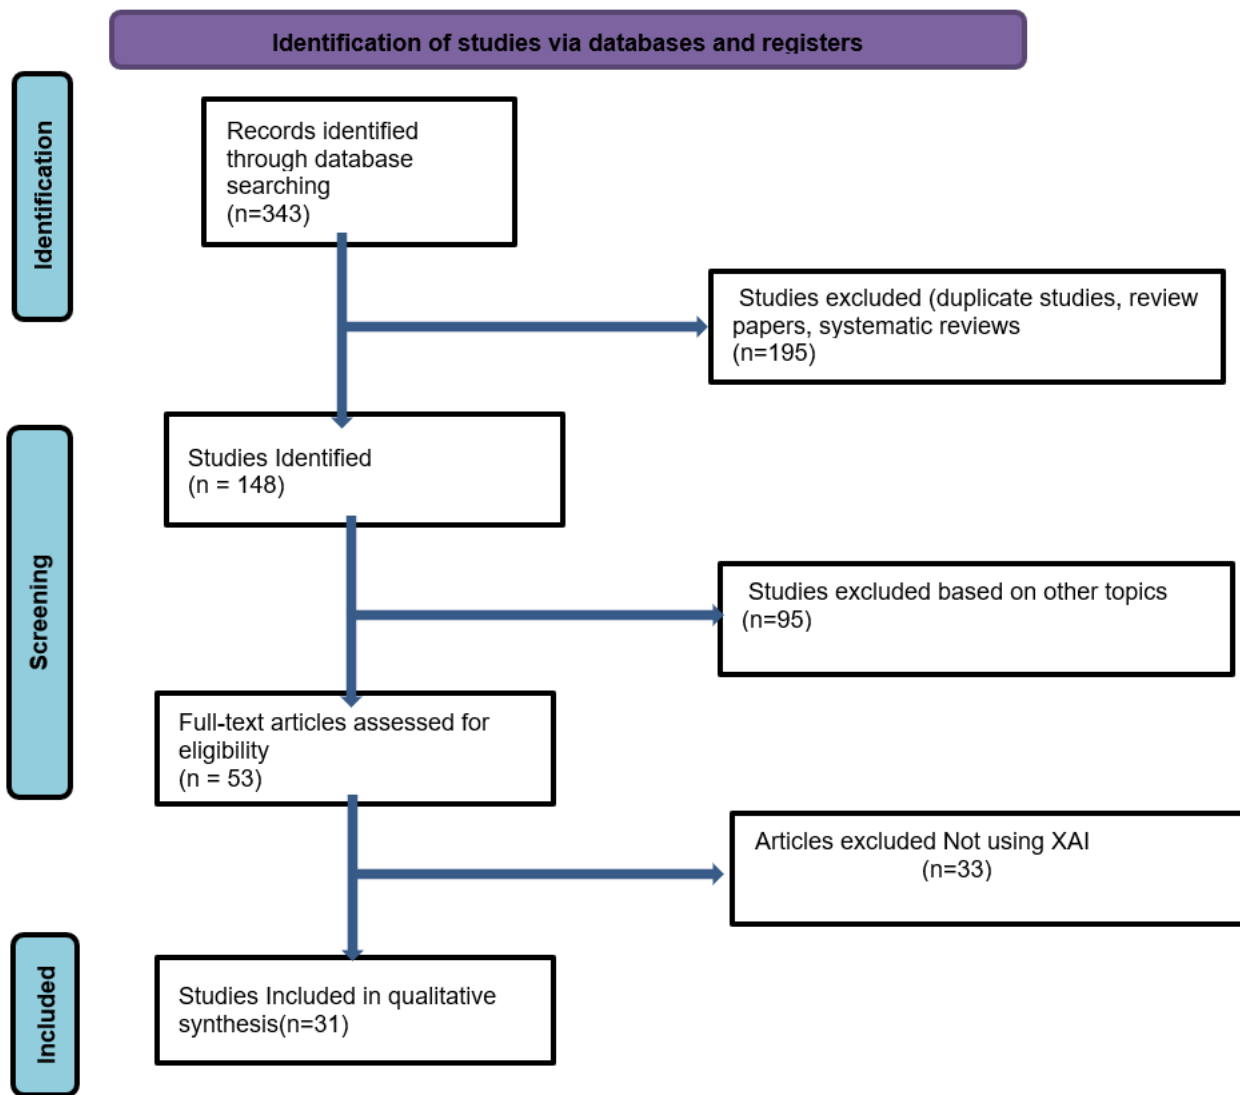 Identification of studies via databases and registers
Identification
Records identified
through database
searching
(n=343)
Studies excluded (duplicate studies, review
papers, systematic reviews
(n=195)
Screening
Studies Identified
(n = 148)
Studies excluded based on other topics
(n=95)
Full-text articles assessed for
eligibility
(n = 53)
Articles excluded Not using XAI
(n=33)
Included
Studies Included in qualitative
synthesis(n=31)